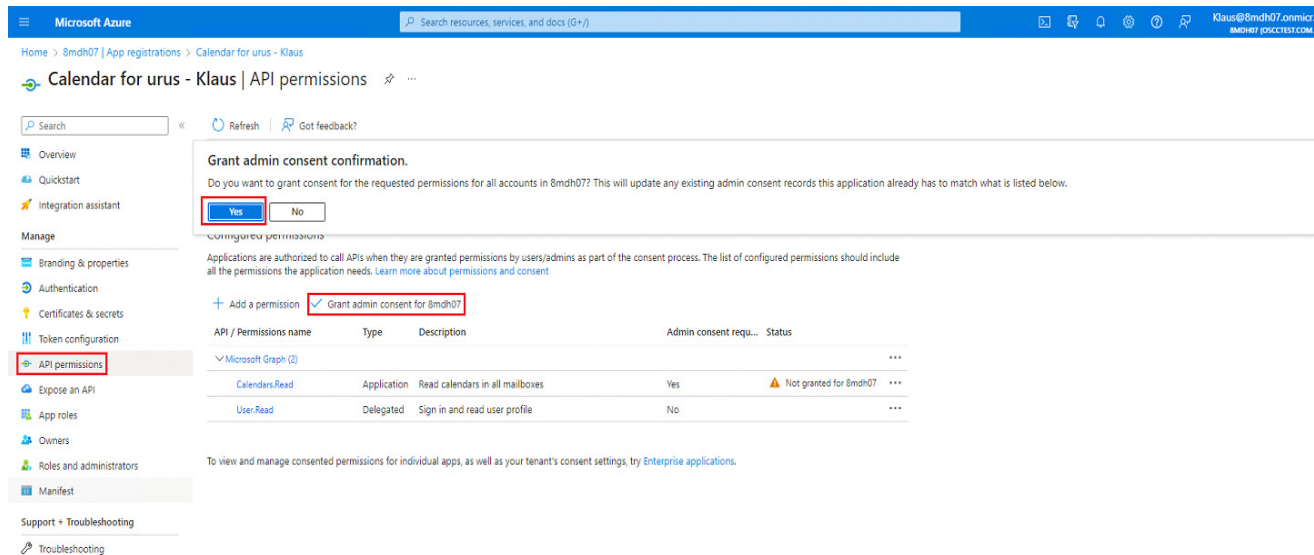 Microsoft Azure
Search resources, services, and docs (G+/)
Klaus@8mdh07.onmicr
8MDH07 (OSCCTEST.COM
Home > 8mdh07 | App registrations > Calendar for urus - Klaus
Calendar for urus - Klaus | API permissions
Search
Refresh
Got feedback?
Overview
Quickstart
Integration assistant
Manage
Branding & properties
Authentication
Certificates & secrets
Token configuration
API permissions
Expose an API
App roles
Owners
Roles and administrators
Manifest
Support + Troubleshooting
Troubleshooting
Grant admin consent confirmation.
Do you want to grant consent for the requested permissions for all accounts in 8mdh07? This will update any existing admin consent records this application already has to match what is listed below.
Yes No
Configured permissions
Applications are authorized to call APIs when they are granted permissions by users/admins as part of the consent process. The list of configured permissions should include
all the permissions the application needs. Learn more about permissions and consent
Add a permission Grant admin consent for 8mdh07
API / Permissions name Type Description Admin consent requ... Status
Microsoft Graph (2)
Calendars.Read Application Read calendars in all mailboxes Yes Not granted for 8mdh07
User.Read Delegated Sign in and read user profile No
To view and manage consented permissions for individual apps, as well as your tenant's consent settings, try Enterprise applications.